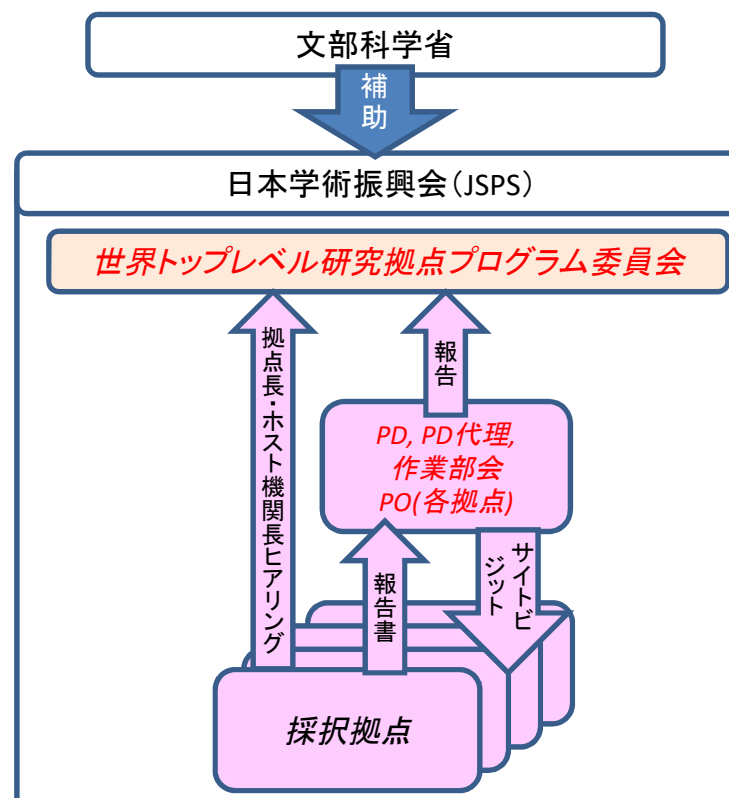 文部科学省
補助
日本学術振興会(JSPS)
世界トップレベル研究拠点プログラム委員会
拠点長・ホスト機関長ヒアリング
報告
PD, PD代理,
作業部会
PO(各拠点)
報告書
サイトビ
ジット
採択拠点